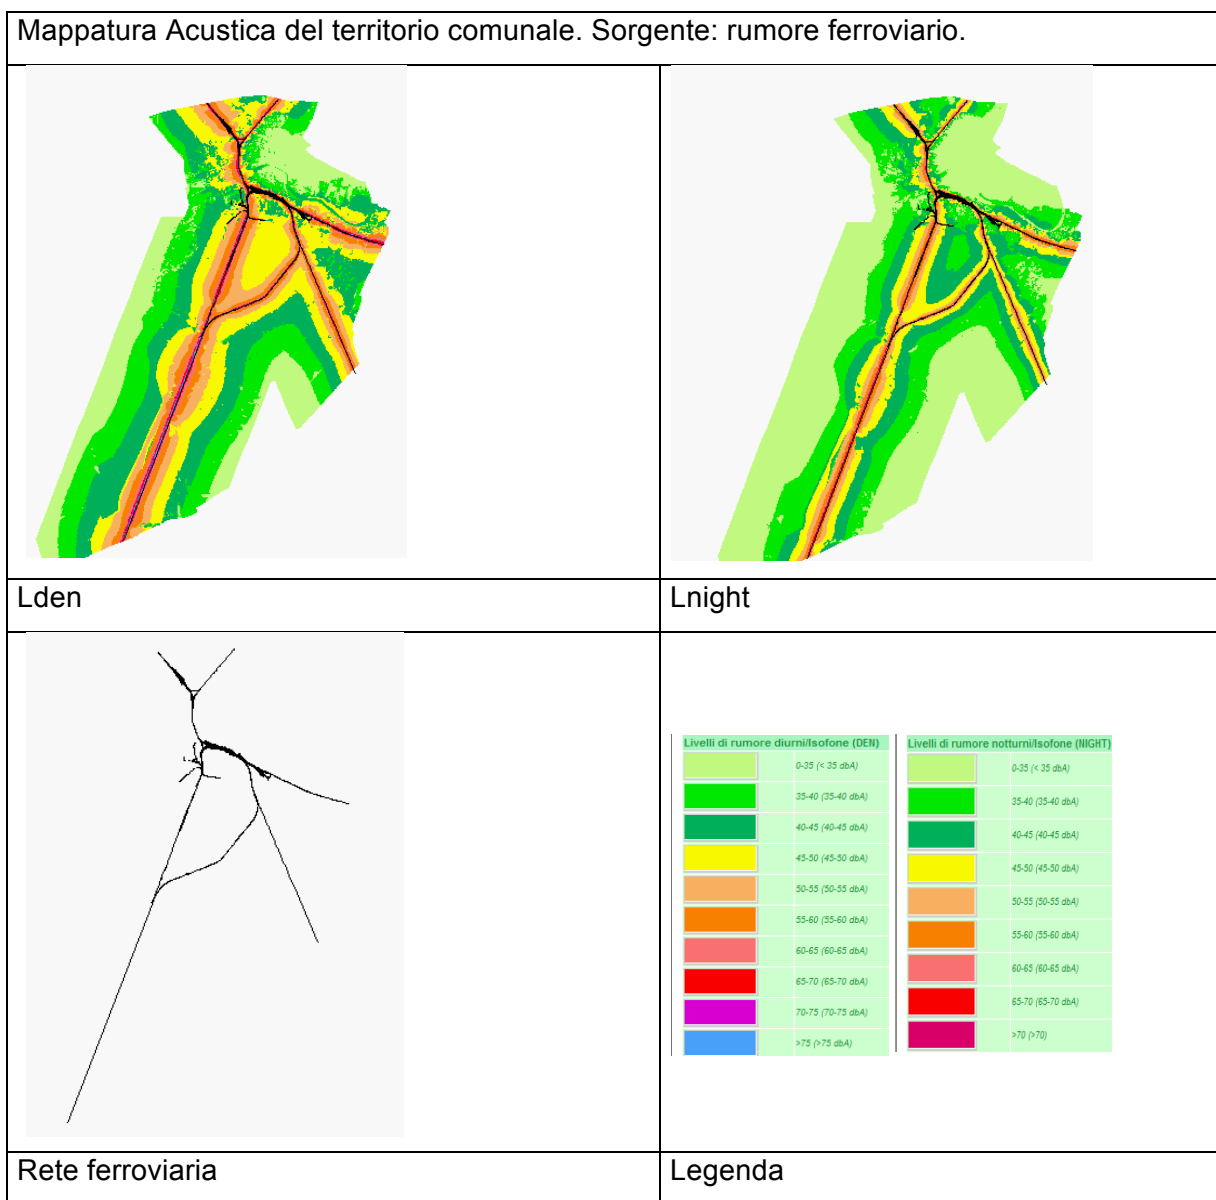 Mappatura Acustica del territorio comunale. Sorgente: rumore ferroviario.
Lden
Lnight
Livelli di rumore diurni/Isofone (DEN)
0-35 (< 35 dbA)
35-40 (35-40 dbA)
40-45 (40-45 dbA)
45-50 (45-50 dbA)
50-55 (50-55 dbA)
55-60 (55-60 dbA)
60-65 (60-65 dbA)
65-70 (65-70 dbA)
70-75 (70-75 dbA)
>75 (>75 dbA)
Livelli di rumore notturni/Isofone (NIGHT)
0-35 (< 35 dbA)
35-40 (35-40 dbA)
40-45 (40-45 dbA)
45-50 (45-50 dbA)
50-55 (50-55 dbA)
55-60 (55-60 dbA)
60-65 (60-65 dbA)
65-70 (65-70 dbA)
>70 (>70)
Rete ferroviaria
Legenda